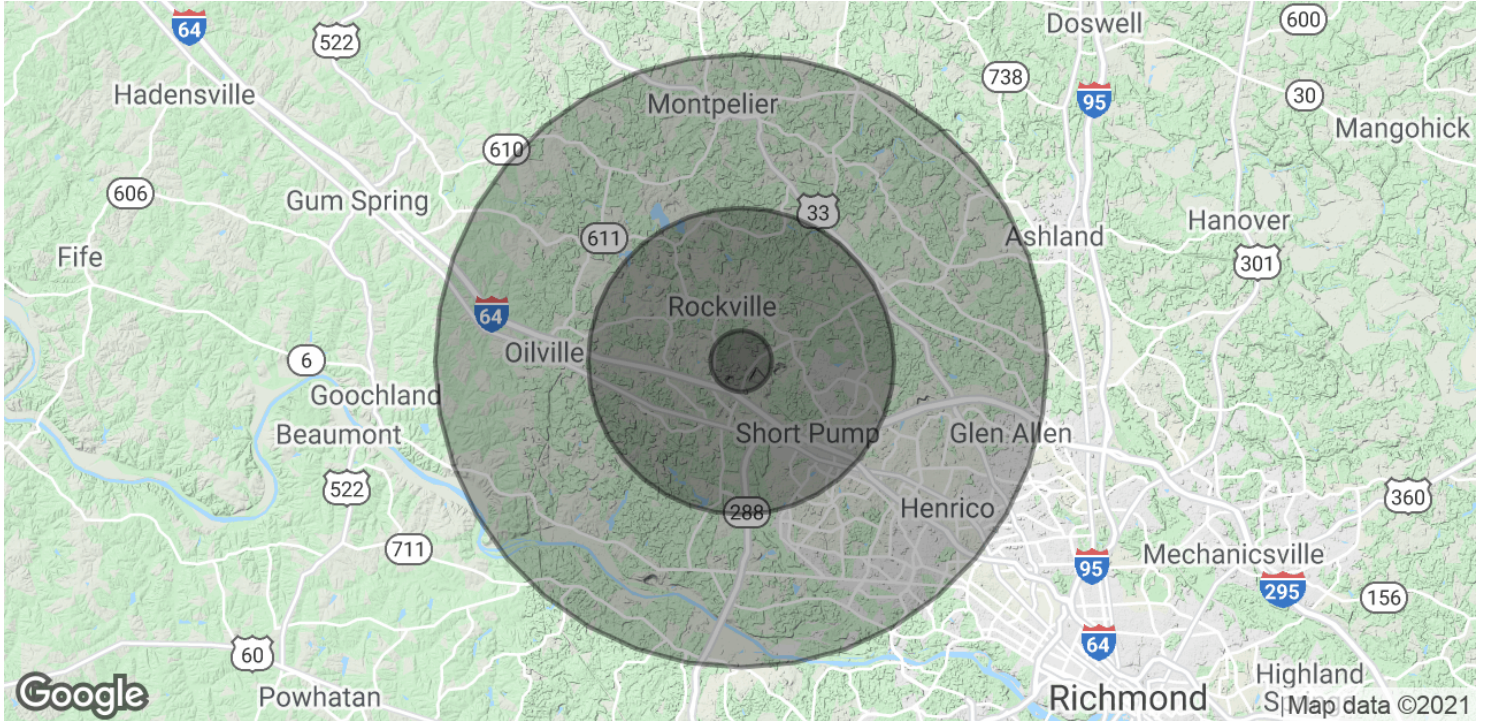 Doswell
600
64
522
738
95
30
Hadensville
Montpelier
Mangohick
610
606
Gum Spring
33
Hanover
611
Ashland
Fife
301
Rockville
64
6
Oilville
Goochland
Beaumont
Short Pump
Glen Allen
522
360
288
Henrico
711
Mechanicsville
95
295
156
60
64
Highland
Google
Powhatan
Richmond
Map data ©2021